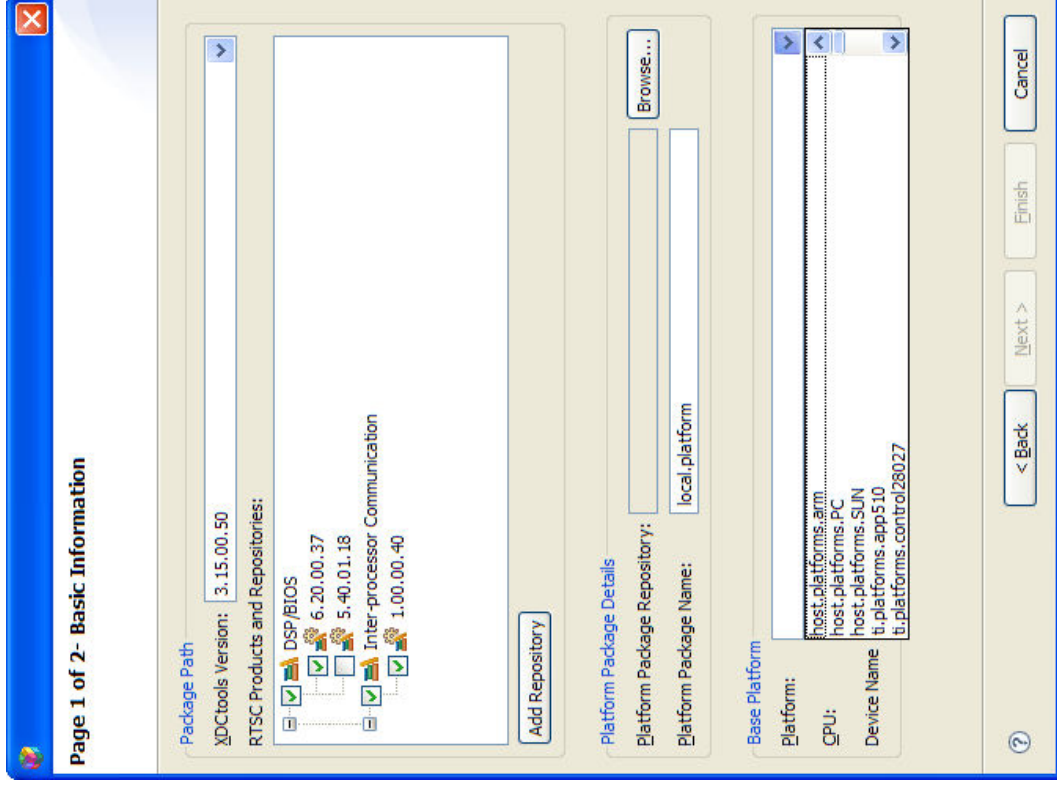 Page 1 of 2- Basic Information
Package Path
XDCtools Version: 3.15.00.50
RTSC Products and Repositories:
DSP/BIOS
6.20.00.37
5.40.01.18
Inter-processor Communication
1.00.00.40
Add Repository
Platform Package Details
Platform Package Repository:
Browse...
Platform Package Name: local.platform
Base Platform
Platform:
CPU:
Device Name
host.platforms.arm
host.platforms.PC
host.platforms.SUN
ti.platforms.app510
ti.platforms.control28027
?
< Back
Next >
Finish
Cancel